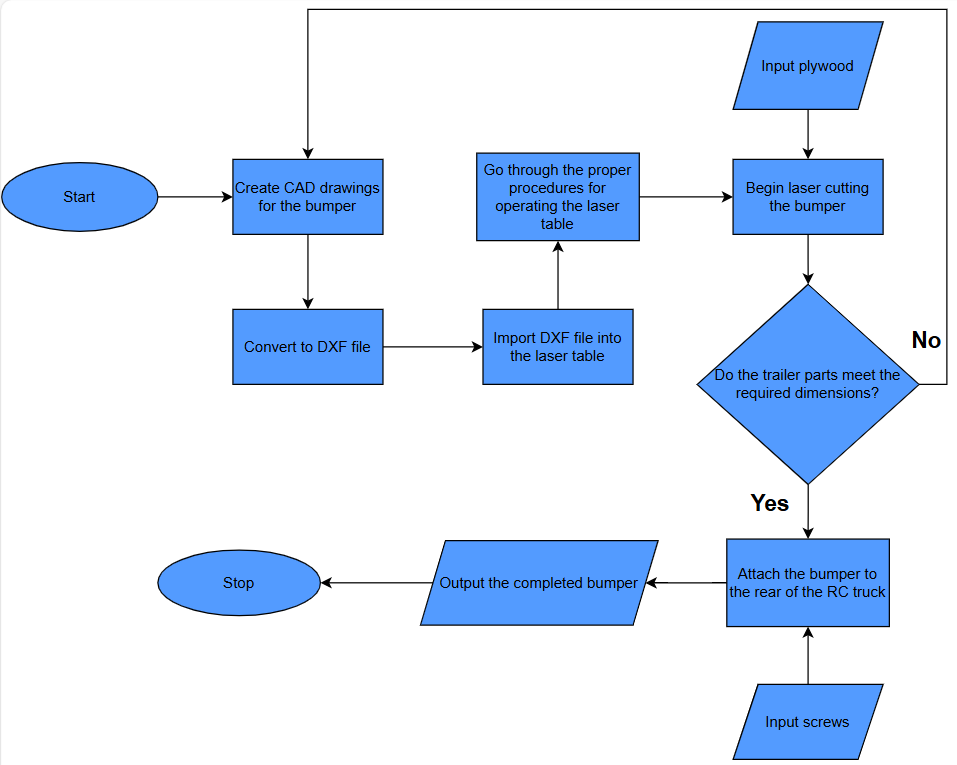 Input plywood
Start
Create CAD drawings
for the bumper
Go through the proper
procedures for
operating the laser
table
Begin laser cutting
the bumper
Convert to DXF file
Import DXF file into
the laser table
No
Do the trailer parts meet the
required dimensions?
Yes
Stop
Output the completed bumper
Attach the bumper to
the rear of the RC truck
Input screws